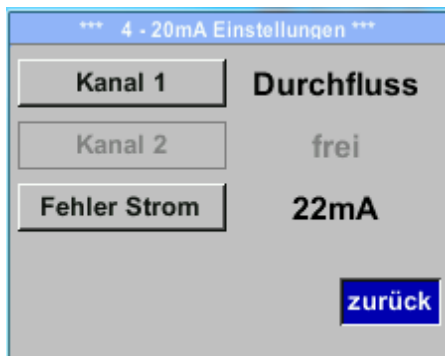 *** 4 - 20mA Einstellungen ***
Kanal 1 Durchfluss
Kanal 2 frei
Fehler Strom 22mA
zurück